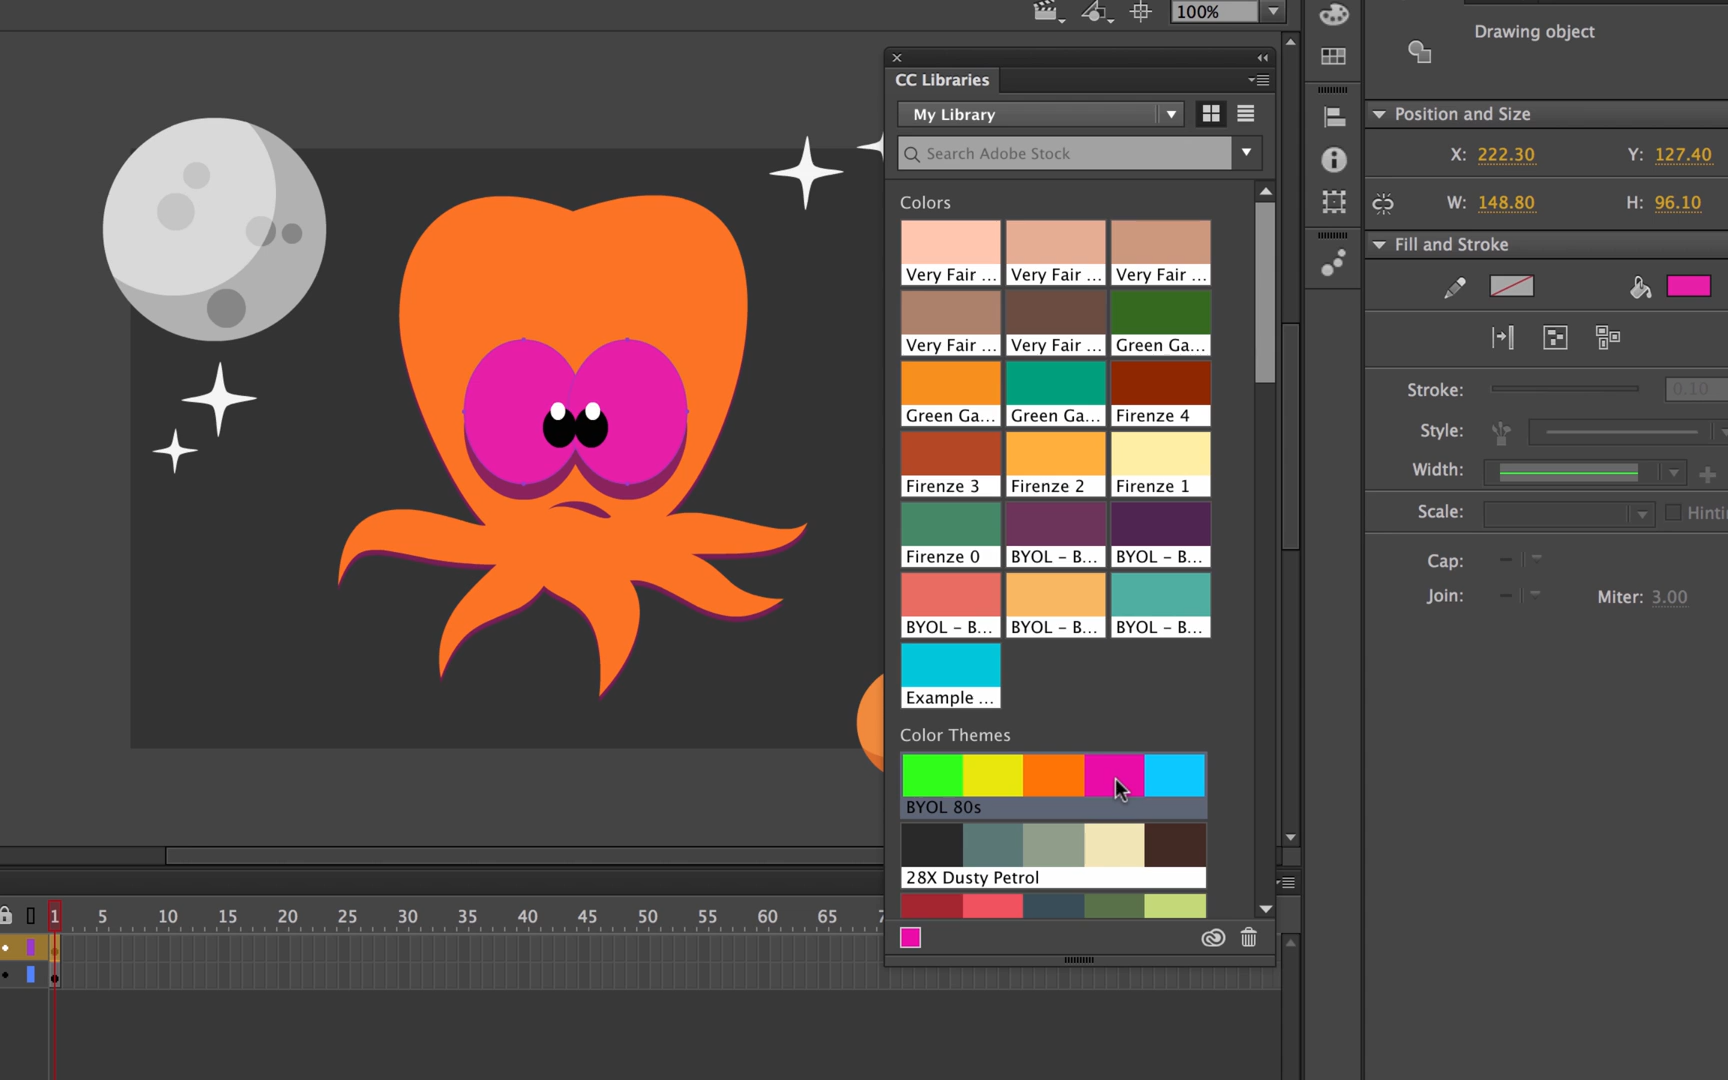 100%
Drawing object
CC Libraries
My Library
Search Adobe Stock
Position and Size
X: 222.30 Y: 127.40
W: 148.80 H: 96.10
Fill and Stroke
Stroke: 0.10
Style:
Width:
Scale: Hintin
Cap:
Join: Miter: 3.00
Colors
Very Fair ... Very Fair ... Very Fair ...
Very Fair ... Very Fair ... Green Ga...
Green Ga... Green Ga... Firenze 4
Firenze 3 Firenze 2 Firenze 1
Firenze 0 BYOL – B... BYOL – B...
BYOL – B... BYOL – B... BYOL – B...
Example ...
Color Themes
BYOL 80s
28X Dusty Petrol
1 5 10 15 20 25 30 35 40 45 50 55 60 65 7